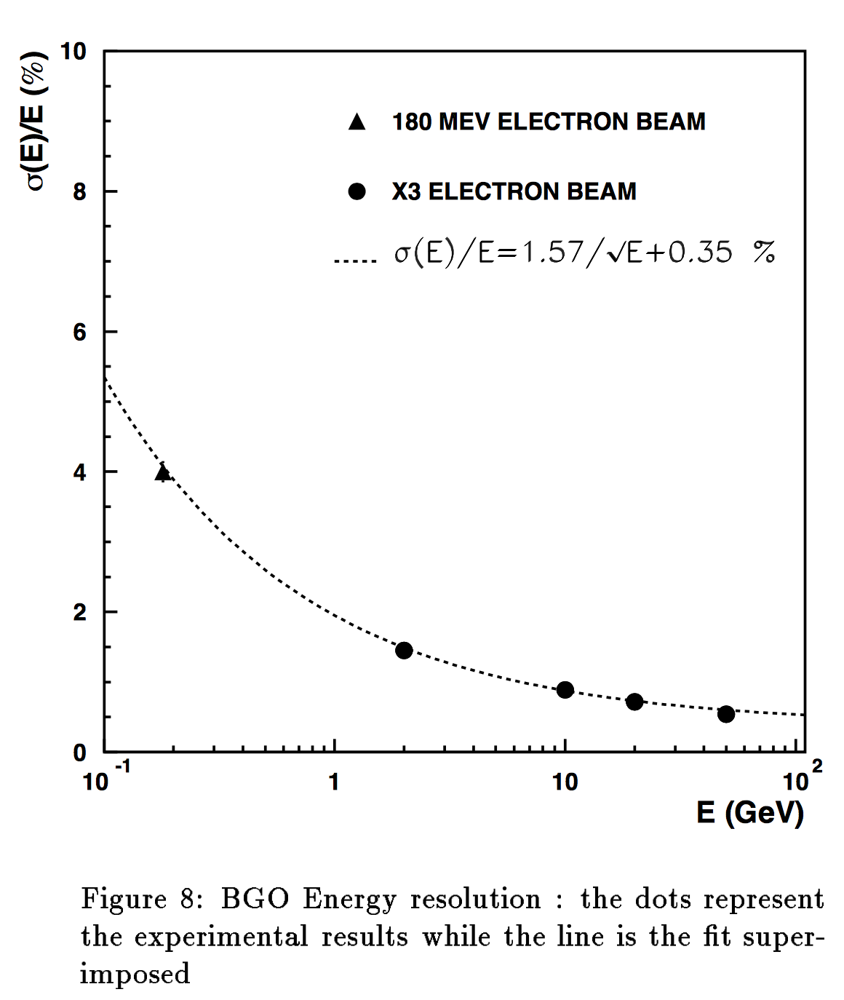 σ(E)/E (%)
10
8
6
4
2
0
180 MEV ELECTRON BEAM
X3 ELECTRON BEAM
σ(E)/E=1.57/√E+0.35 %
10⁻¹
1
10
10²
E (GeV)
Figure 8: BGO Energy resolution : the dots represent
the experimental results while the line is the fit super-
imposed